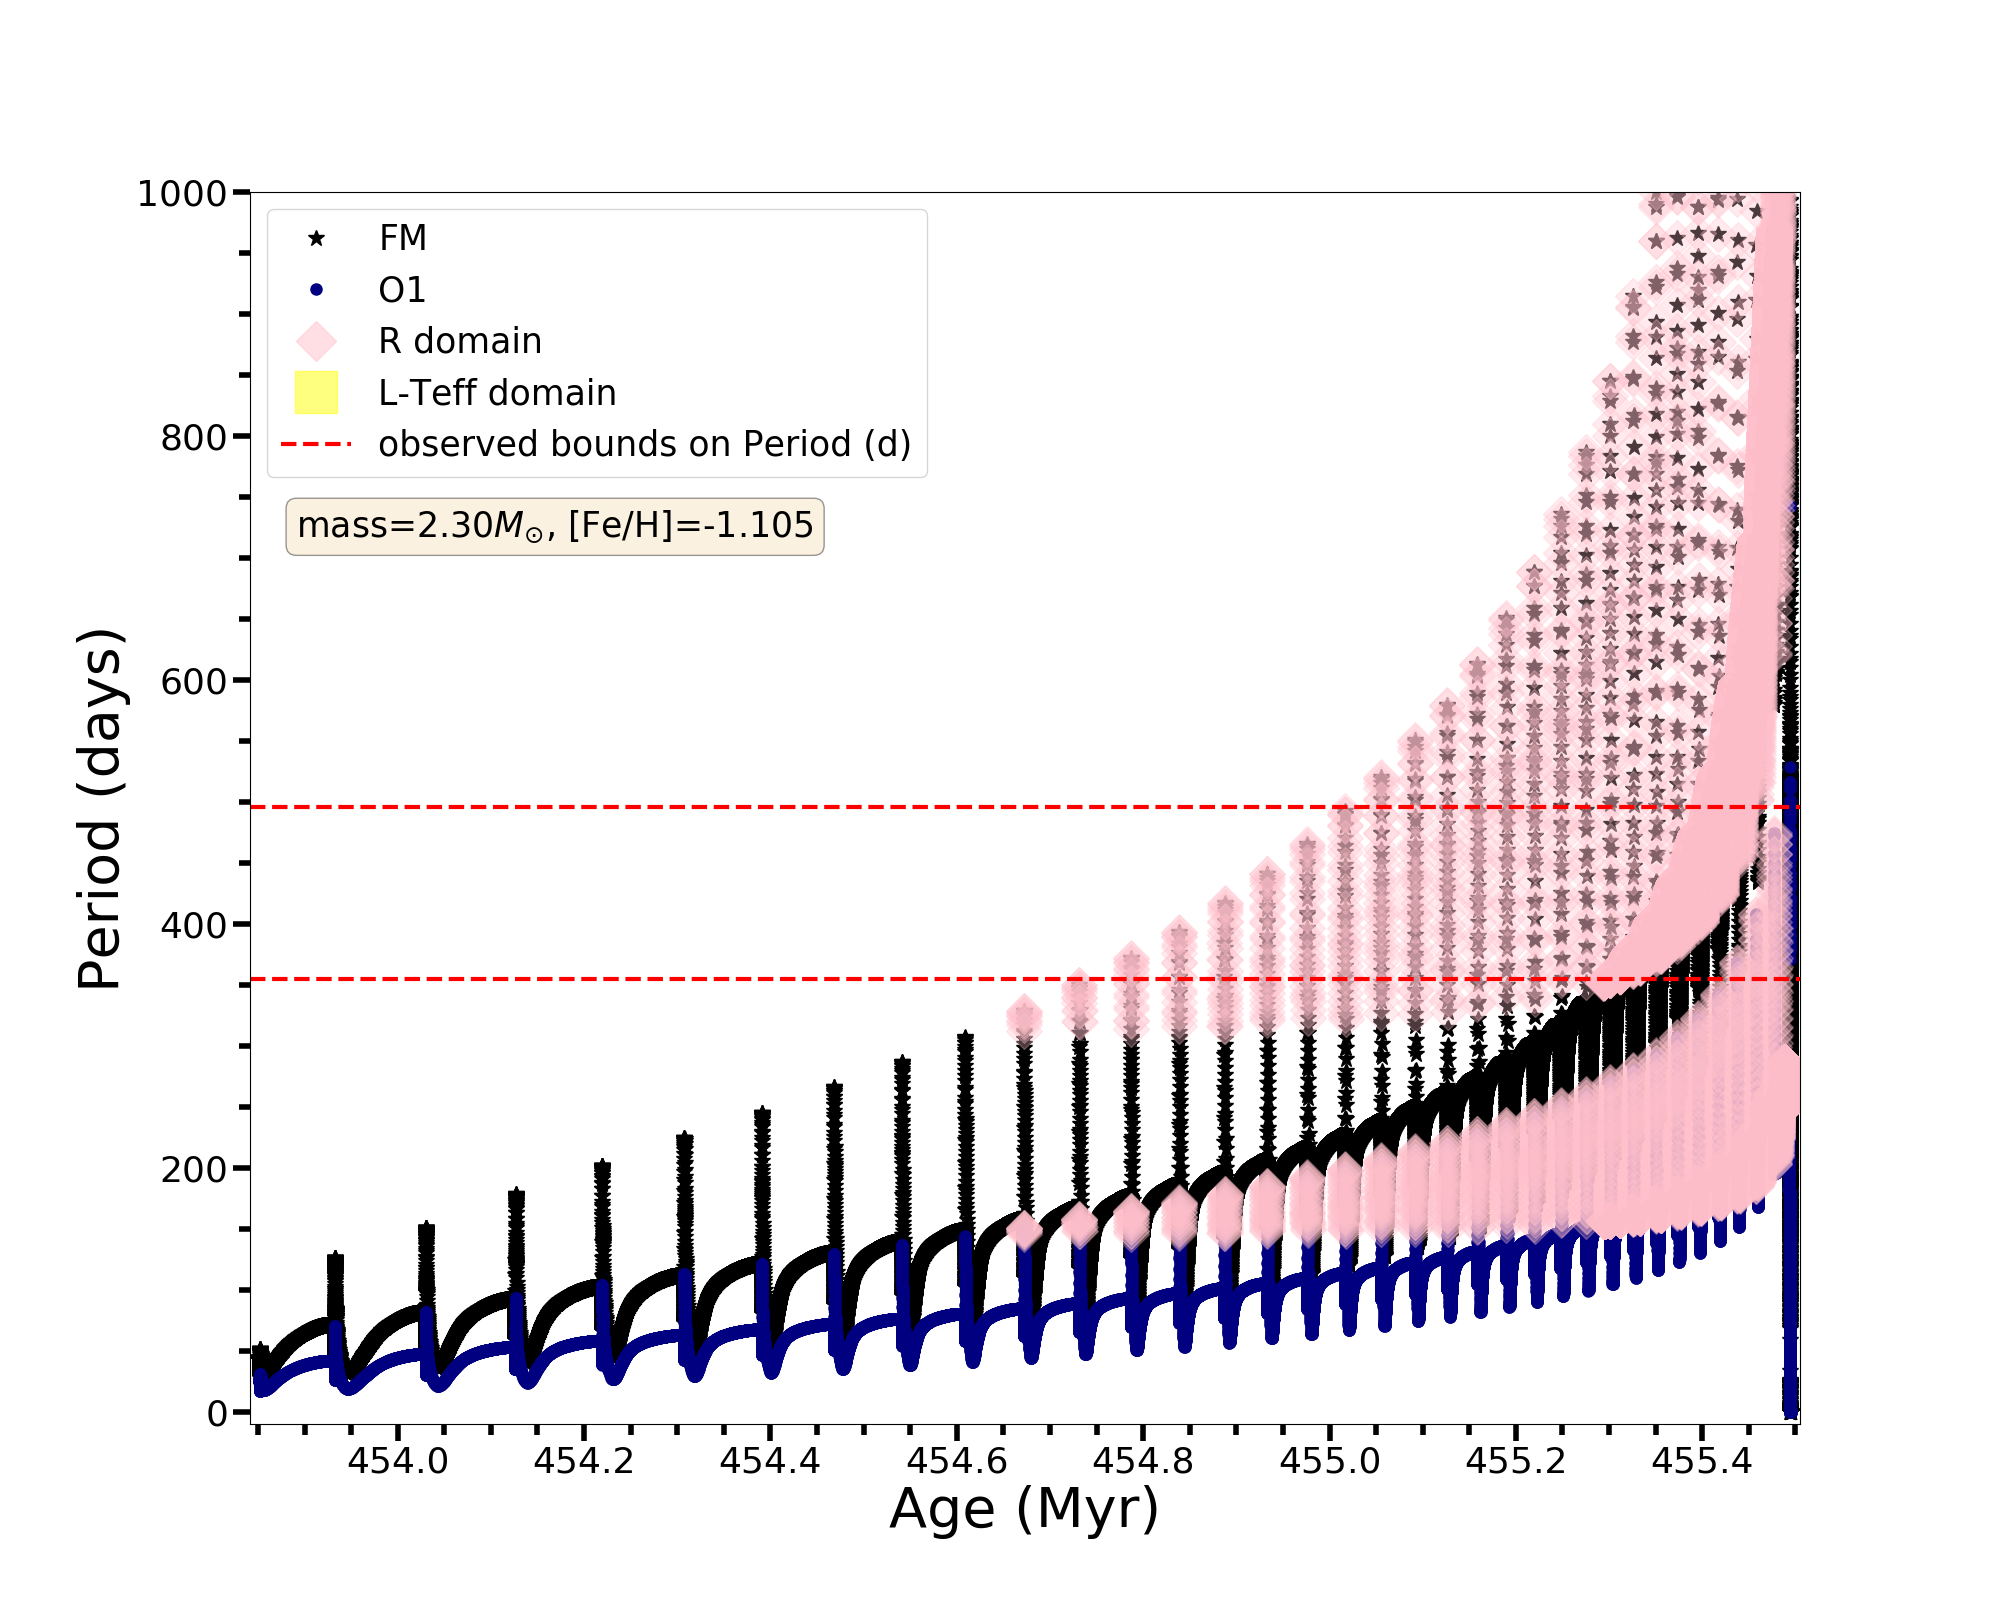 FM
O1
R domain
L-Teff domain
observed bounds on Period (d)
mass=2.30M⊙, [Fe/H]=-1.105
Period (days)
1000
800
600
400
200
0
454.0 454.2 454.4 454.6 454.8 455.0 455.2 455.4
Age (Myr)